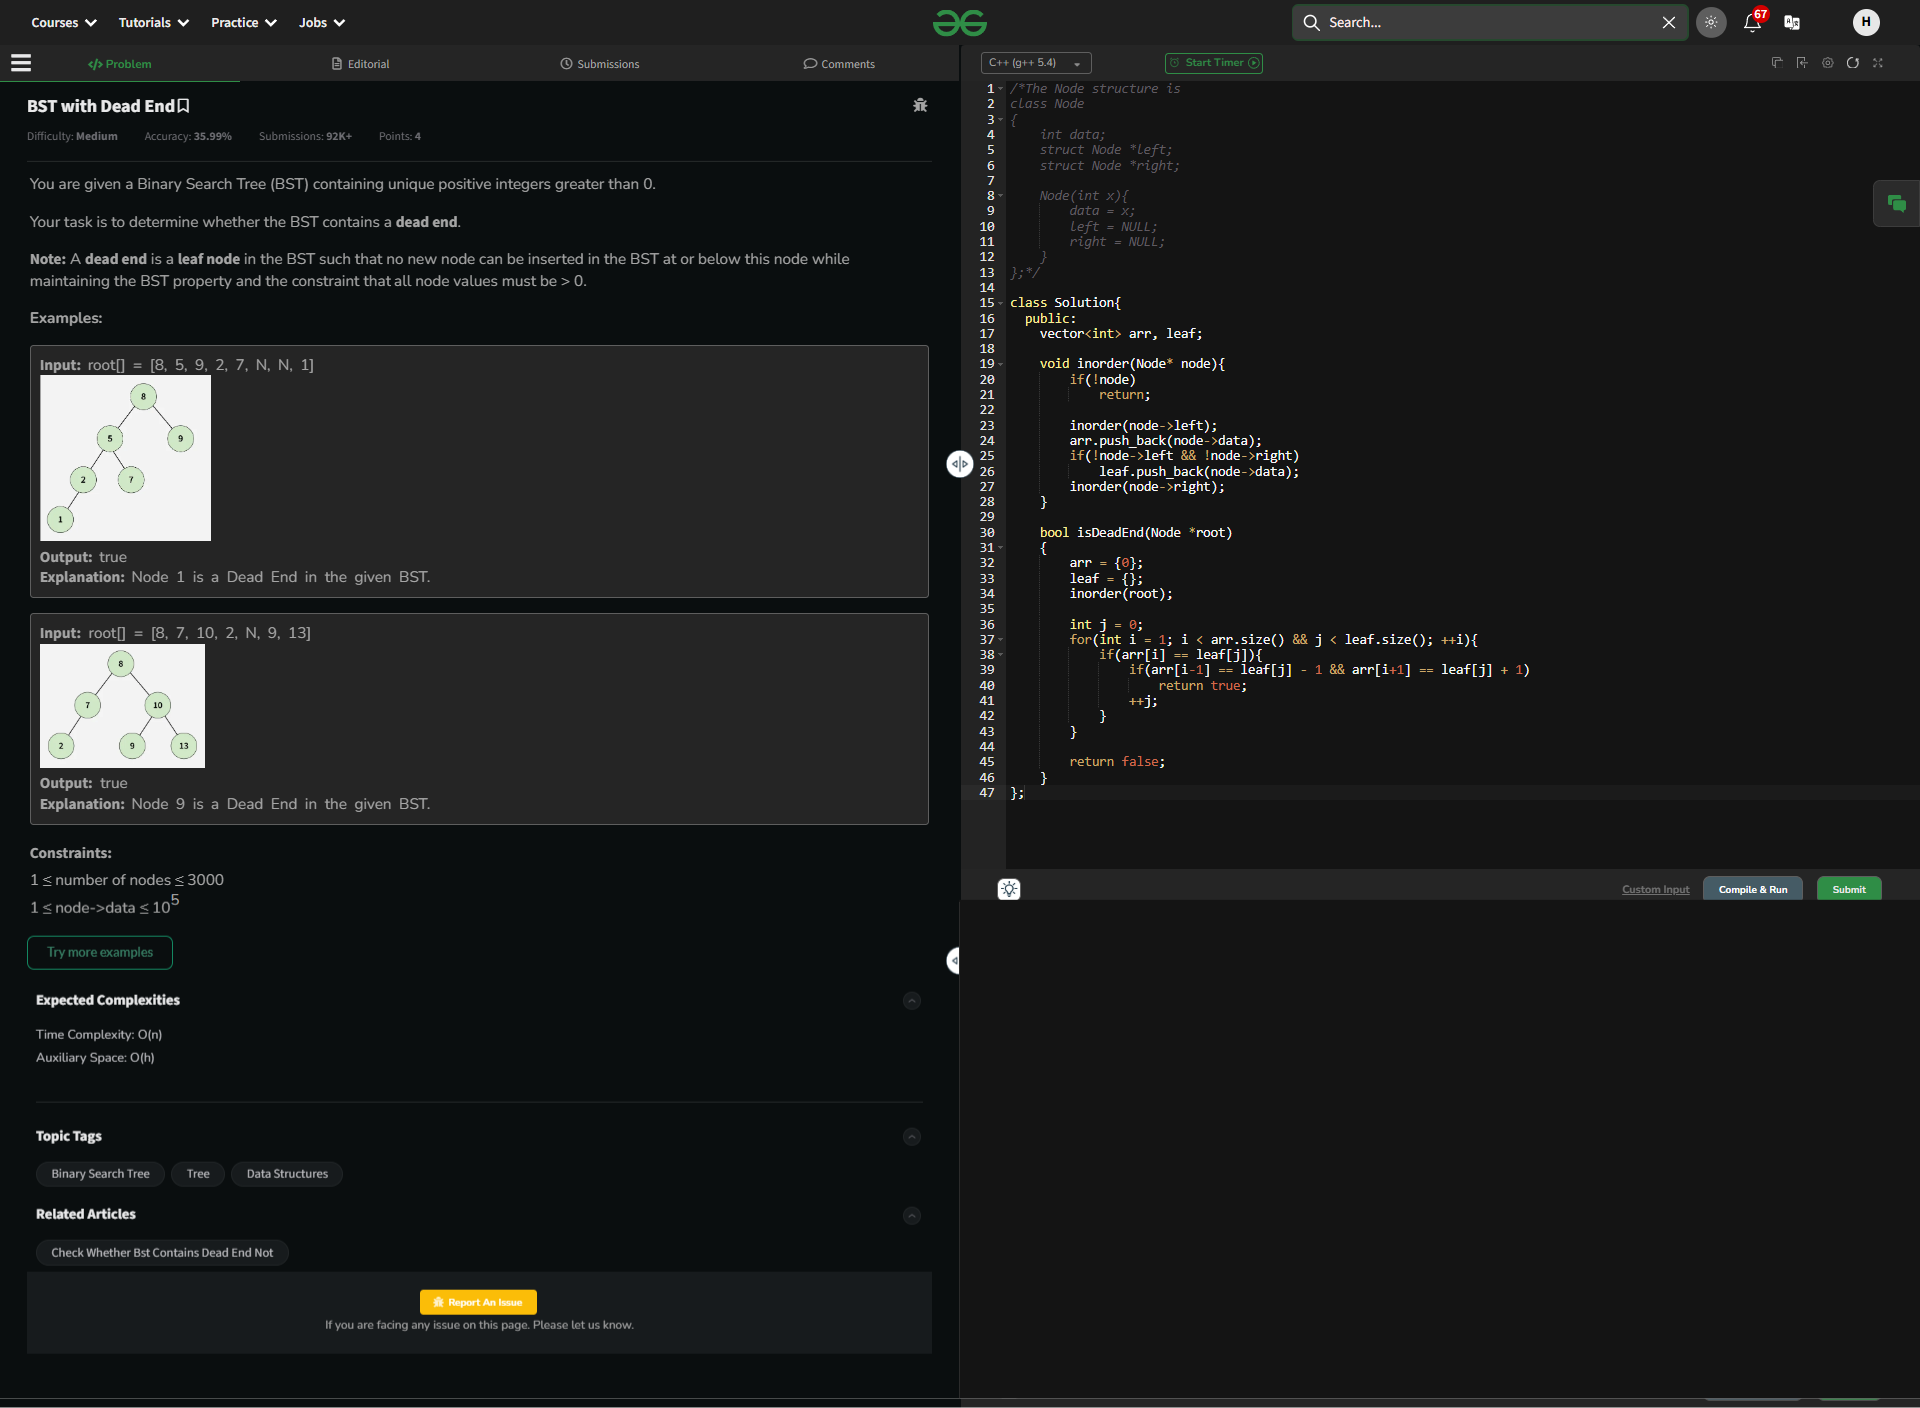 Courses Tutorials Practice Jobs Search... 67 H
Problem Editorial Submissions Comments
BST with Dead End
Difficulty: Medium Accuracy: 35.99% Submissions: 92K+ Points: 4
You are given a Binary Search Tree (BST) containing unique positive integers greater than 0.
Your task is to determine whether the BST contains a dead end.
Note: A dead end is a leaf node in the BST such that no new node can be inserted in the BST at or below this node while
maintaining the BST property and the constraint that all node values must be > 0.
Examples:
Input: root[] = [8, 5, 9, 2, 7, N, N, 1]
8
5 9
2 7
1
Output: true
Explanation: Node 1 is a Dead End in the given BST.
Input: root[] = [8, 7, 10, 2, N, 9, 13]
8
7 10
2 9 13
Output: true
Explanation: Node 9 is a Dead End in the given BST.
Constraints:
1 ≤ number of nodes ≤ 3000
1 ≤ node->data ≤ 10^5
Try more examples
Expected Complexities
Time Complexity: O(n)
Auxiliary Space: O(h)
Topic Tags
Binary Search Tree Tree Data Structures
Related Articles
Check Whether Bst Contains Dead End Not
Report An Issue
If you are facing any issue on this page. Please let us know.
C++ (g++ 5.4) Start Timer
1 /*The Node structure is
2 class Node
3 {
4     int data;
5     struct Node *left;
6     struct Node *right;
7
8     Node(int x){
9         data = x;
10         left = NULL;
11         right = NULL;
12     }
13 };*/
14
15 class Solution{
16   public:
17     vector<int> arr, leaf;
18
19     void inorder(Node* node){
20         if(!node)
21             return;
22
23         inorder(node->left);
24         arr.push_back(node->data);
25         if(!node->left && !node->right)
26             leaf.push_back(node->data);
27         inorder(node->right);
28     }
29
30     bool isDeadEnd(Node *root)
31     {
32         arr = {0};
33         leaf = {};
34         inorder(root);
35
36         int j = 0;
37         for(int i = 1; i < arr.size() && j < leaf.size(); ++i){
38             if(arr[i] == leaf[j]){
39                 if(arr[i-1] == leaf[j] - 1 && arr[i+1] == leaf[j] + 1)
40                     return true;
41                 ++j;
42             }
43         }
44
45         return false;
46     }
47 };
Custom Input Compile & Run Submit